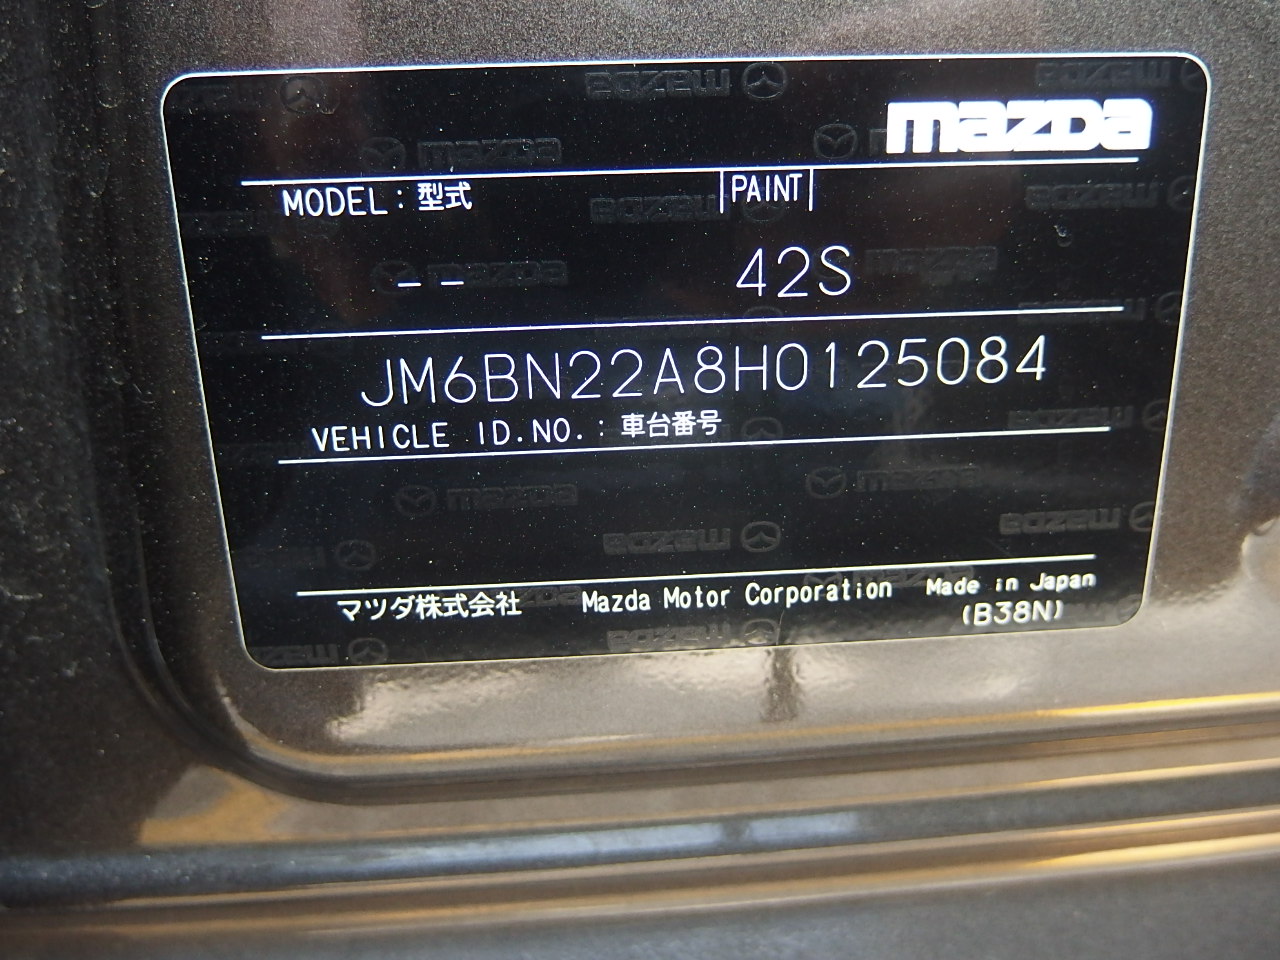 mazda
MODEL : 型式 PAINT
-- 42S
JM6BN22A8H0125084
VEHICLE ID.NO. : 車台番号
マツダ株式会社 Mazda Motor Corporation Made in Japan
(B38N)